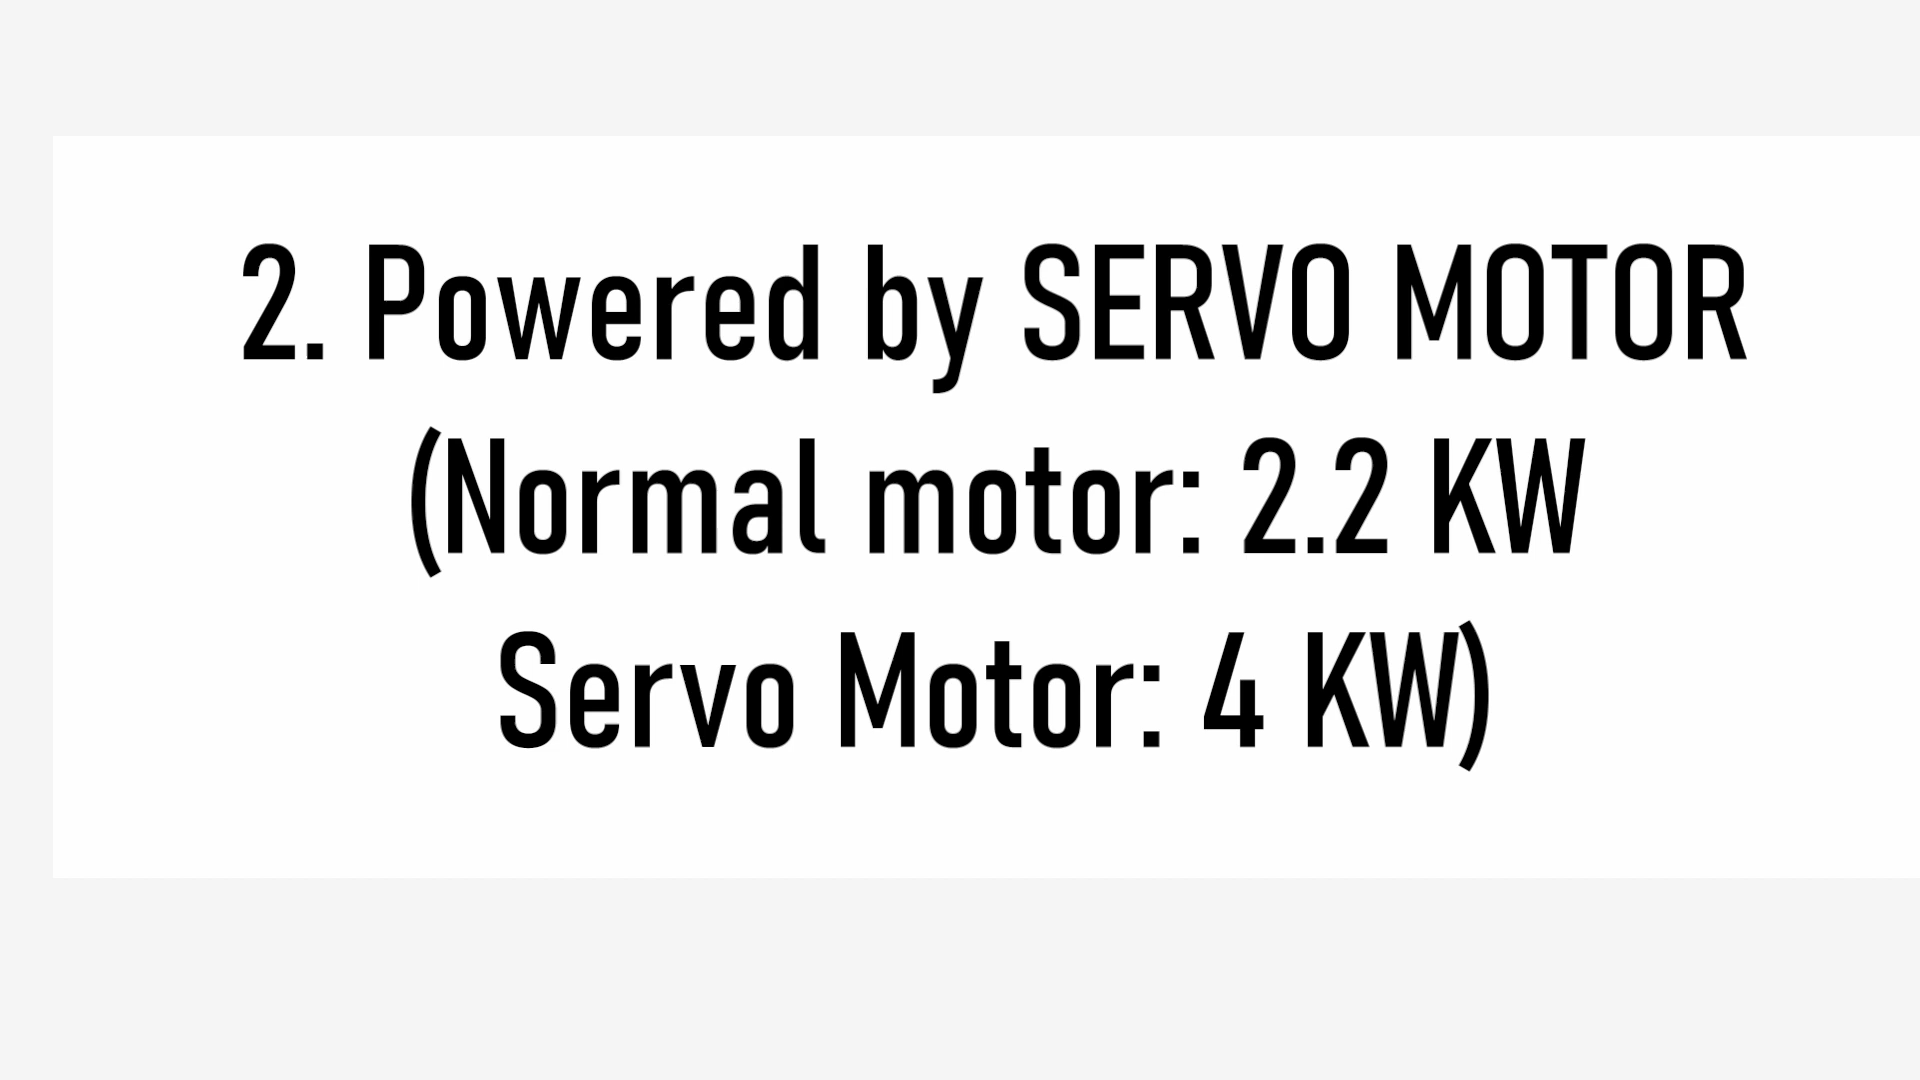 2. Powered by SERVO MOTOR
(Normal motor: 2.2 KW
Servo Motor: 4 KW)